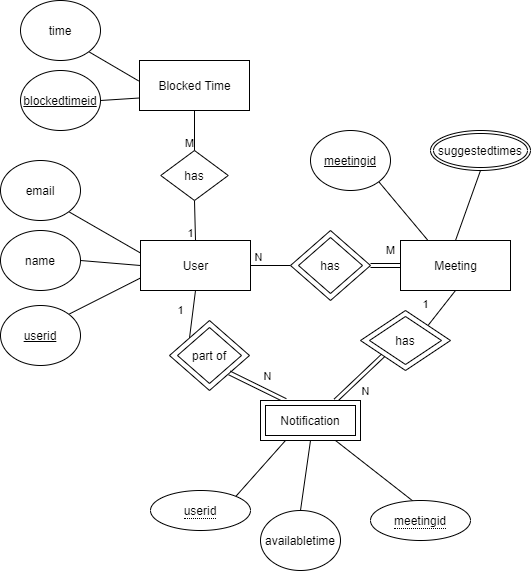 time
Blocked Time
blockedtimeid
M
has
suggestedtimes
meetingid
email
1
N
M
name
User
has
Meeting
1
1
userid
has
part of
N
N
Notification
userid
meetingid
availabletime